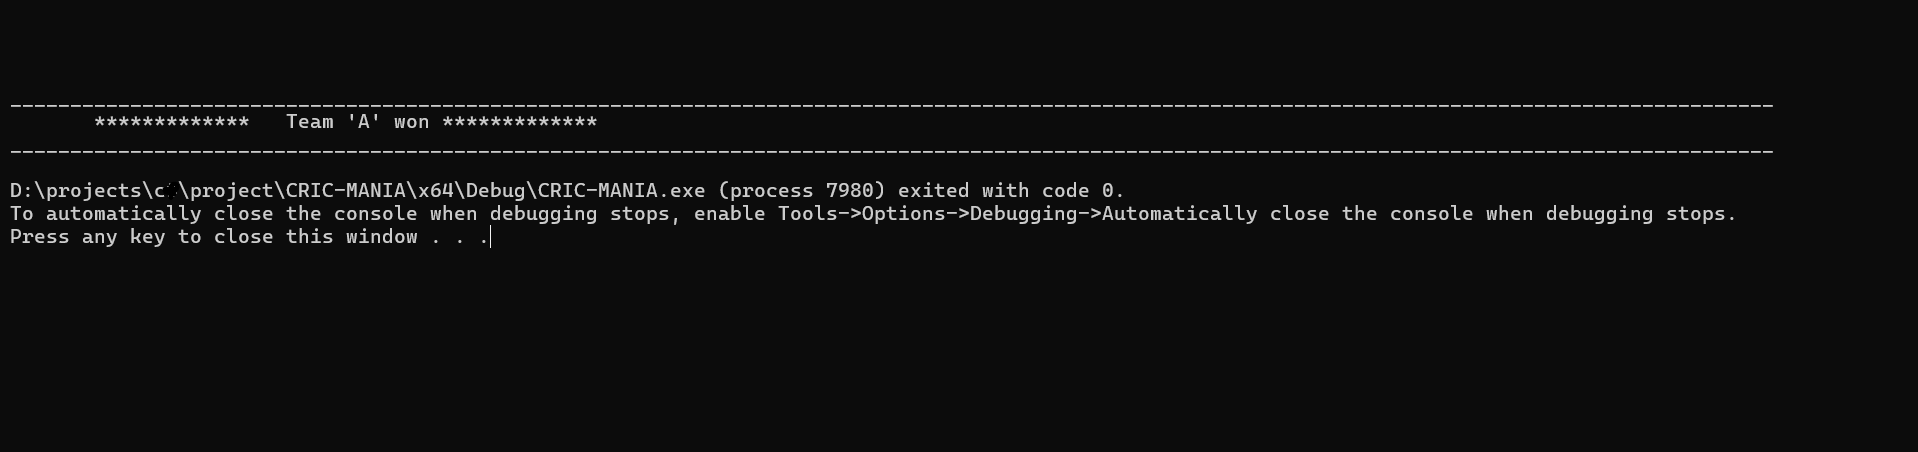 ---------------------------------------------------------------------------------------------------------------------------------------------------
************* Team 'A' won *************
---------------------------------------------------------------------------------------------------------------------------------------------------
D:\projects\c \project\CRIC-MANIA\x64\Debug\CRIC-MANIA.exe (process 7980) exited with code 0.
To automatically close the console when debugging stops, enable Tools->Options->Debugging->Automatically close the console when debugging stops.
Press any key to close this window . . .